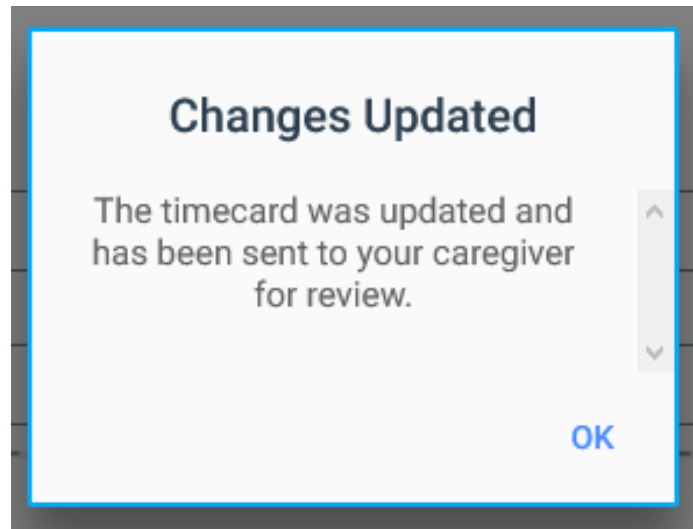 Changes Updated
The timecard was updated and
has been sent to your caregiver
for review.
OK